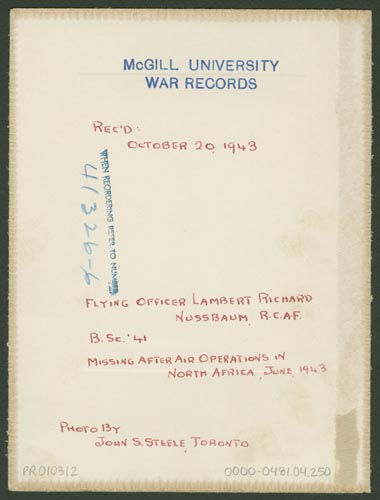 McGILL UNIVERSITY
WAR RECORDS
REC'D:
OCTOBER 20, 1943
WHEN REORDERING REFER TO NUMBER
41326-6
FLYING OFFICER LAMBERT RICHARD
NUSSBAUM, R.C.A.F.
B.Sc. '41
MISSING AFTER AIR OPERATIONS IN
NORTH AFRICA, JUNE, 1943
PHOTO BY
JOHN S. STEELE, TORONTO
PR010312
0000-0481.04.250